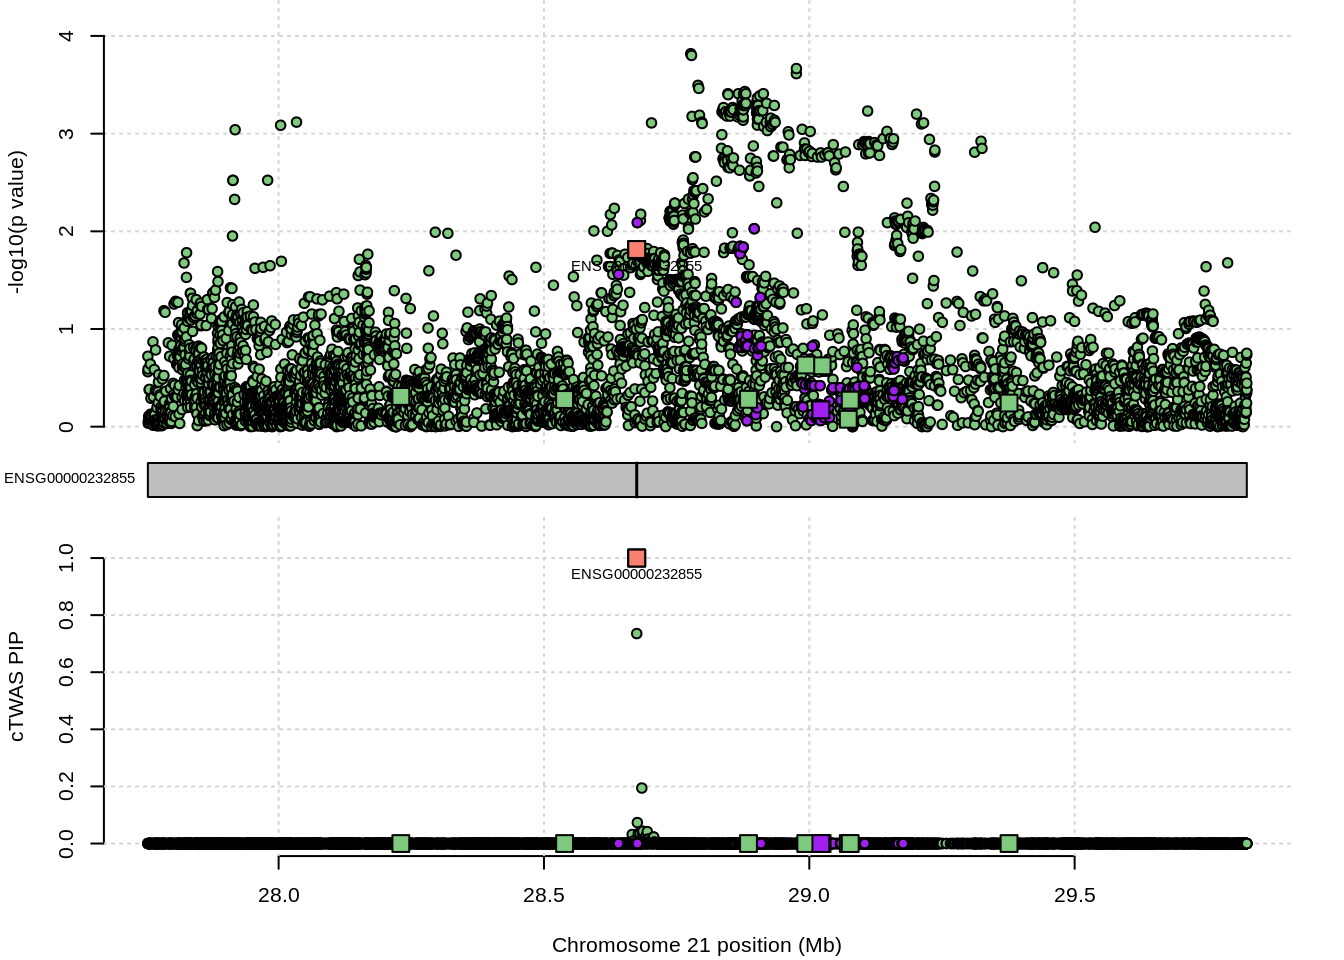 4
3
2
1
0
-log10(p value)
ENSG00000232855
ENSG00000232855
1.0
0.8
0.6
0.4
0.2
0.0
cTWAS PIP
ENSG00000232855
28.0 28.5 29.0 29.5
Chromosome 21 position (Mb)